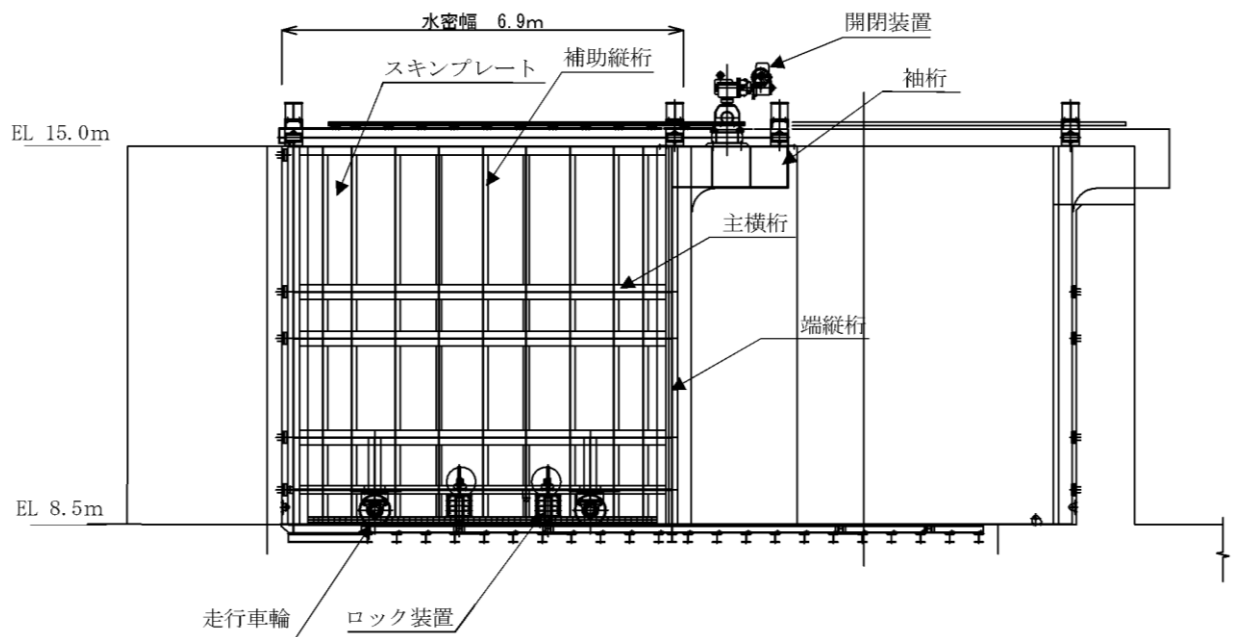 水密幅 6.9m
開閉装置
補助縦桁
スキンプレート
袖桁
EL 15.0m
主横桁
端縦桁
EL 8.5m
走行車輪
ロック装置